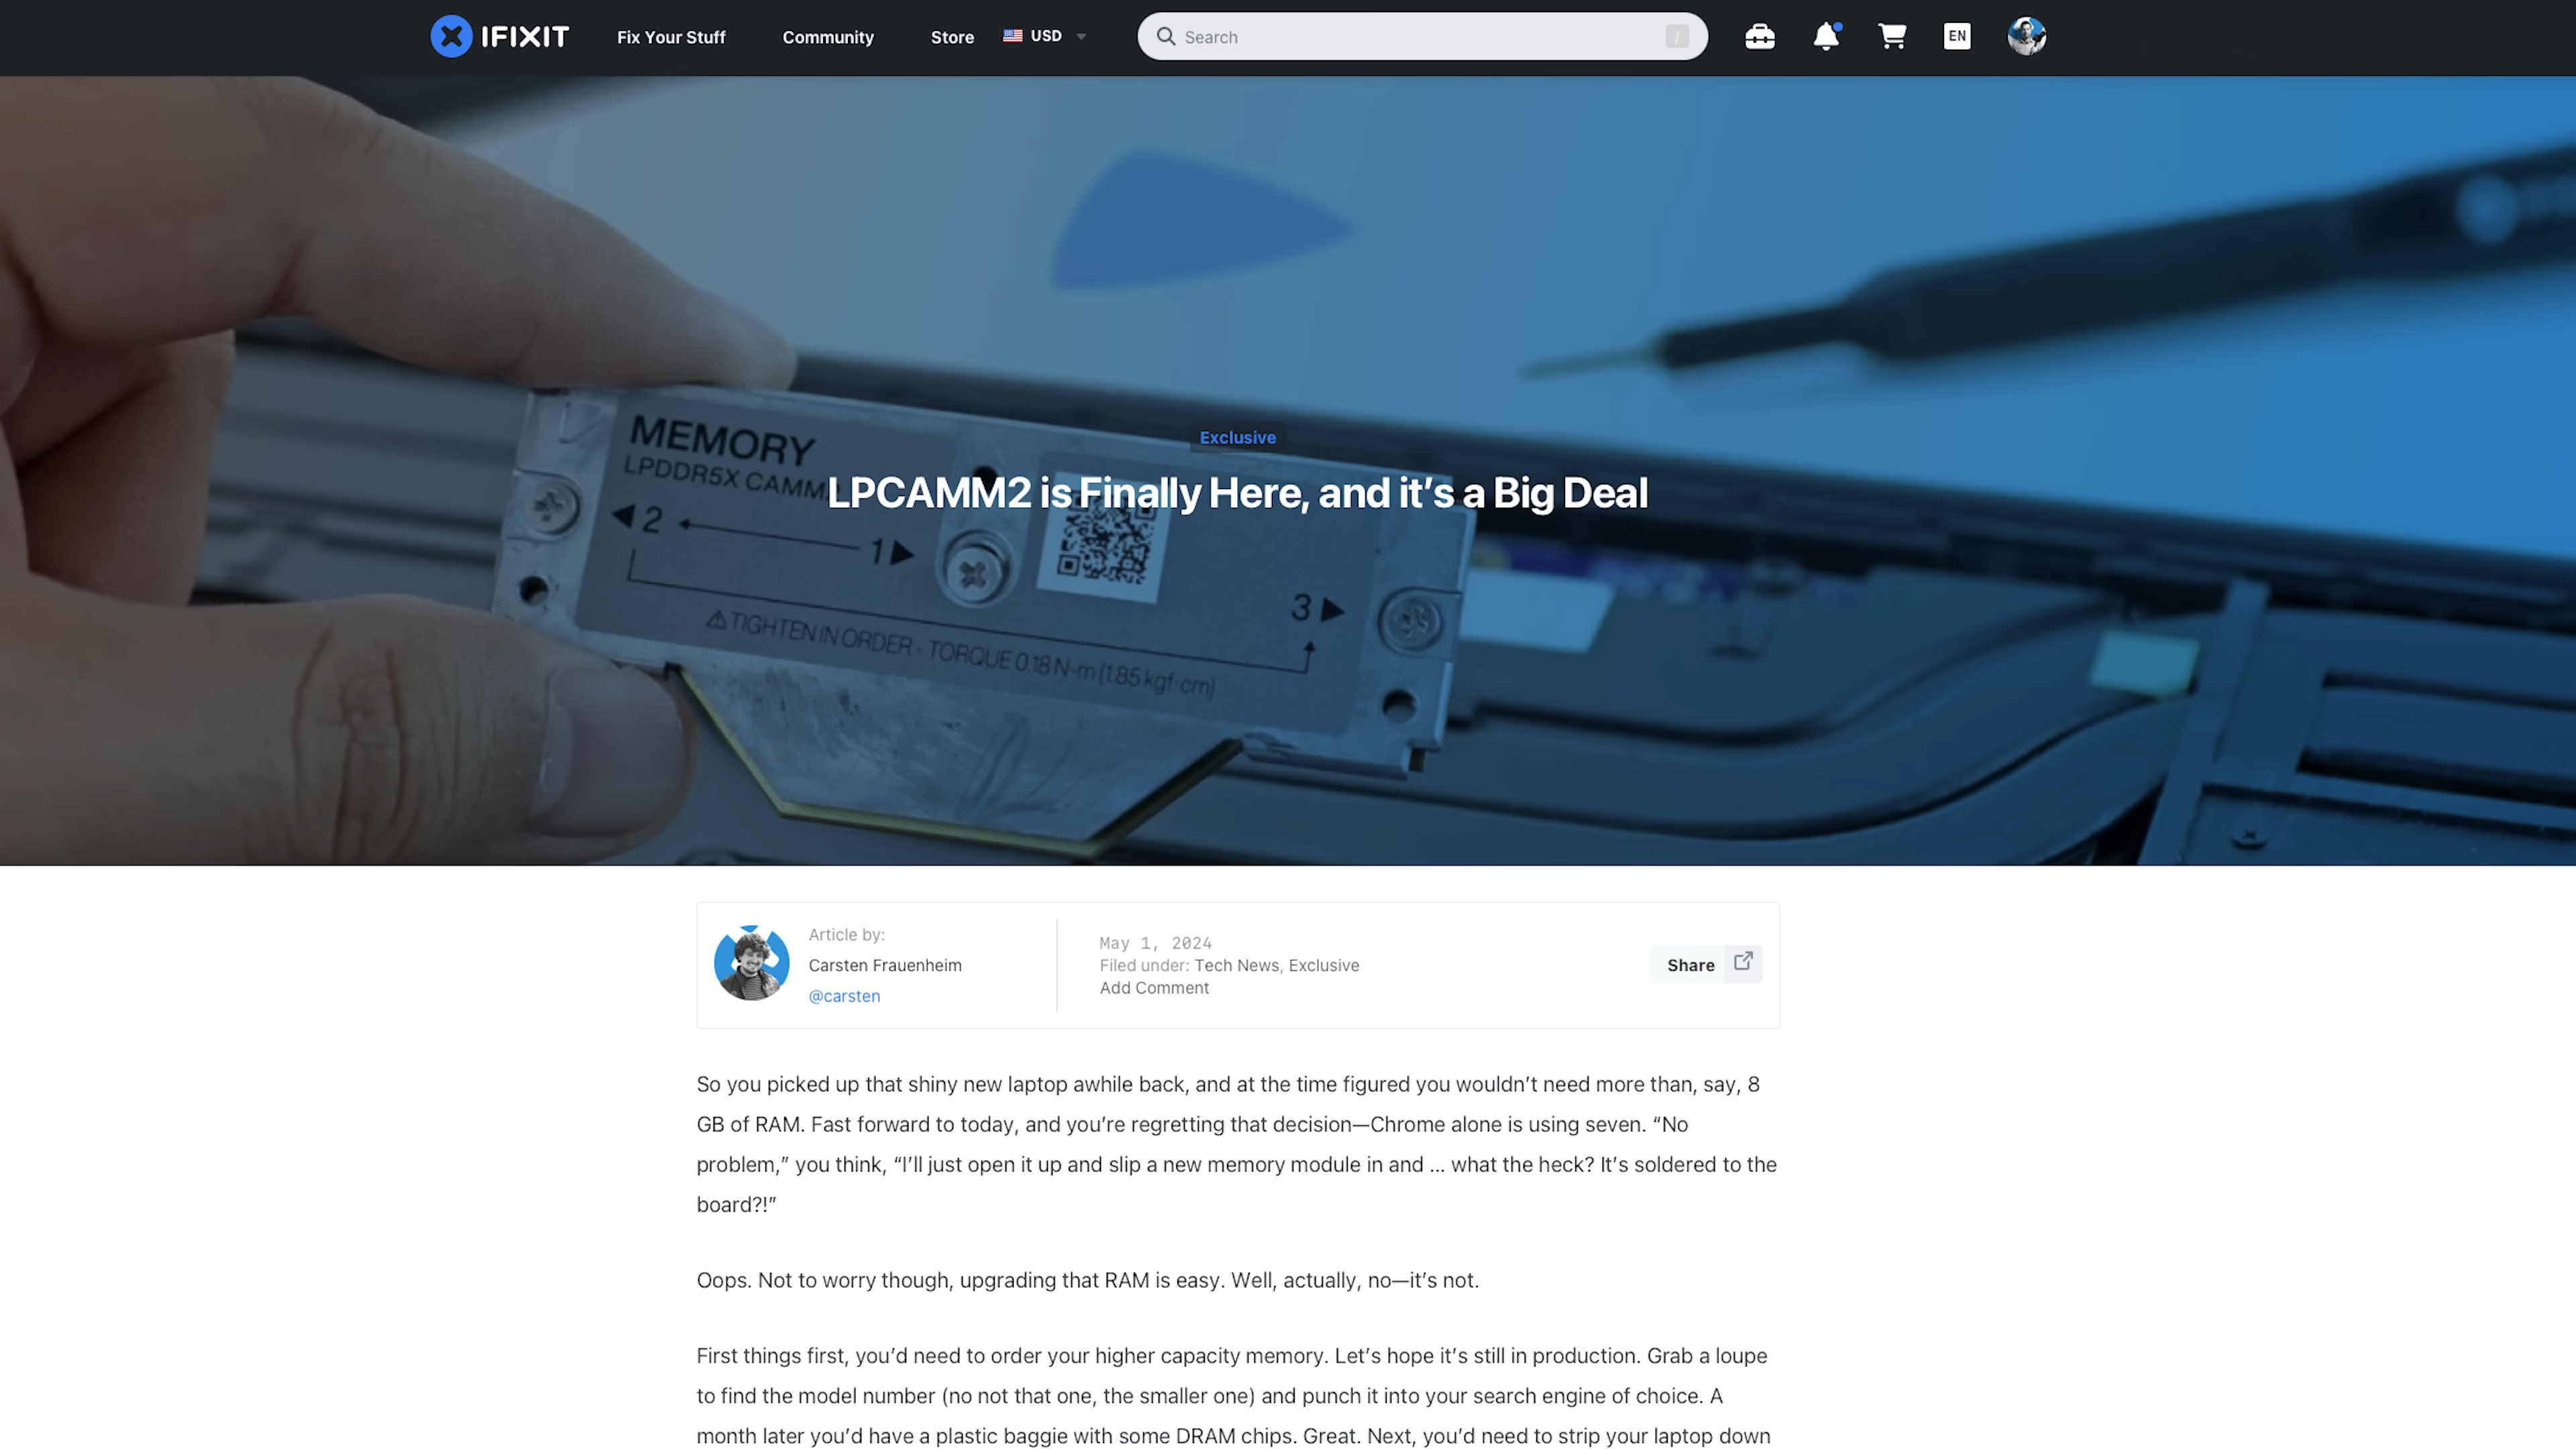 IFIXIT
Fix Your Stuff
Community
Store
USD
Search
/
EN
MEMORY
LPDDR5X CAMM
2
1
3
⚠ TIGHTEN IN ORDER - TORQUE 0.18 N-m (1.85 kgf-cm)
Exclusive
LPCAMM2 is Finally Here, and it’s a Big Deal
Article by:
Carsten Frauenheim
@carsten
May 1, 2024
Filed under: Tech News, Exclusive
Add Comment
Share
So you picked up that shiny new laptop awhile back, and at the time figured you wouldn’t need more than, say, 8
GB of RAM. Fast forward to today, and you’re regretting that decision—Chrome alone is using seven. “No
problem,” you think, “I’ll just open it up and slip a new memory module in and … what the heck? It’s soldered to the
board?!”
Oops. Not to worry though, upgrading that RAM is easy. Well, actually, no—it’s not.
First things first, you’d need to order your higher capacity memory. Let’s hope it’s still in production. Grab a loupe
to find the model number (no not that one, the smaller one) and punch it into your search engine of choice. A
month later you’d have a plastic baggie with some DRAM chips. Great. Next, you’d need to strip your laptop down